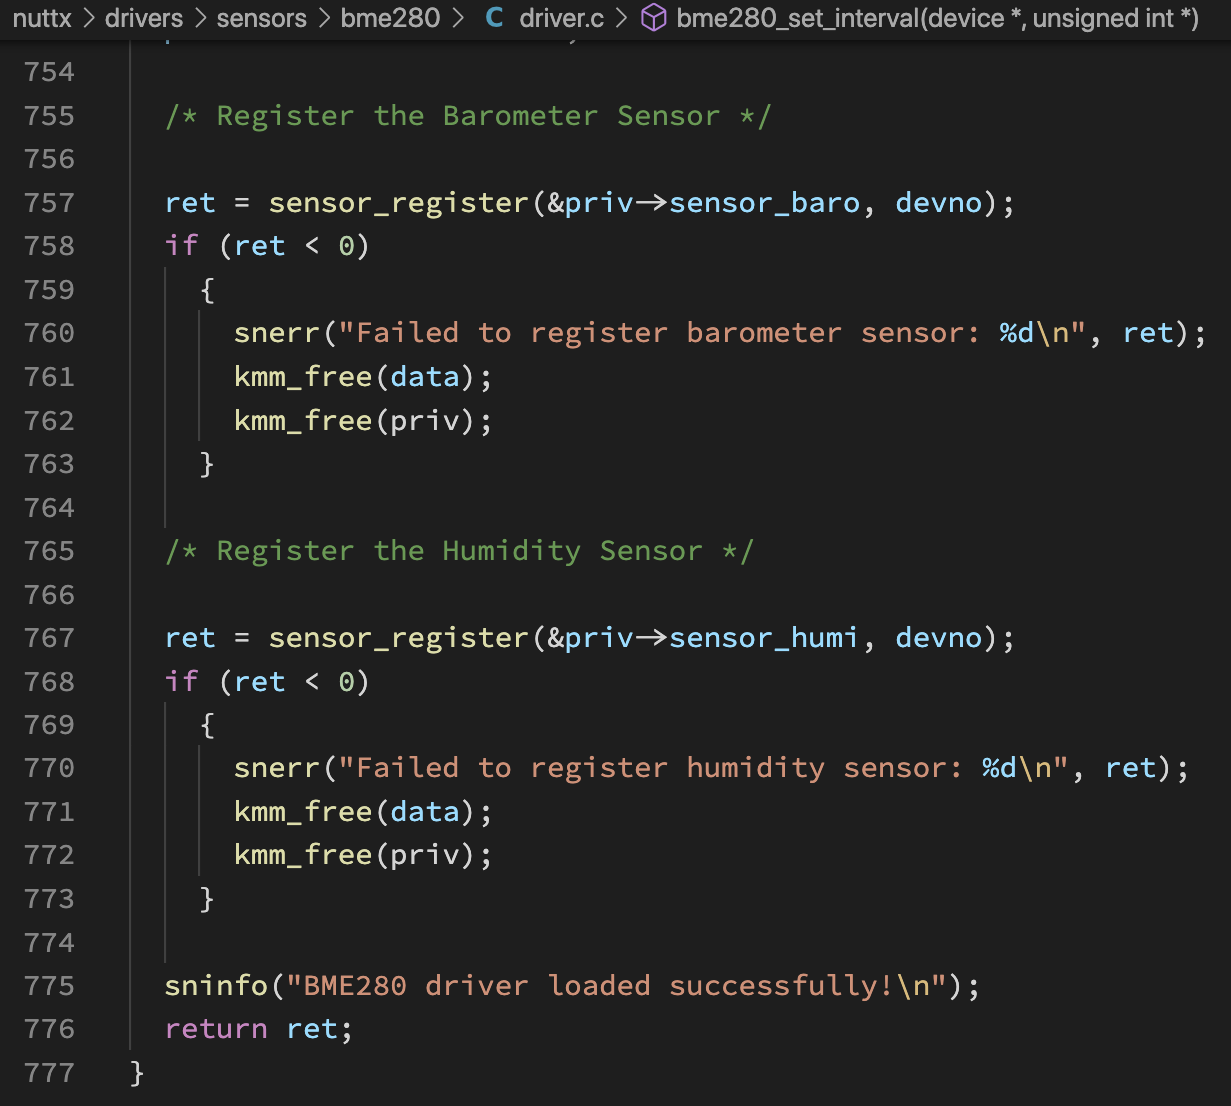 nuttx > drivers > sensors > bme280 > C driver.c > bme280_set_interval(device *, unsigned int *)
754
755 /* Register the Barometer Sensor */
756
757 ret = sensor_register(&priv->sensor_baro, devno);
758 if (ret < 0)
759 {
760 snerr("Failed to register barometer sensor: %d\n", ret);
761 kmm_free(data);
762 kmm_free(priv);
763 }
764
765 /* Register the Humidity Sensor */
766
767 ret = sensor_register(&priv->sensor_humi, devno);
768 if (ret < 0)
769 {
770 snerr("Failed to register humidity sensor: %d\n", ret);
771 kmm_free(data);
772 kmm_free(priv);
773 }
774
775 sninfo("BME280 driver loaded successfully!\n");
776 return ret;
777 }